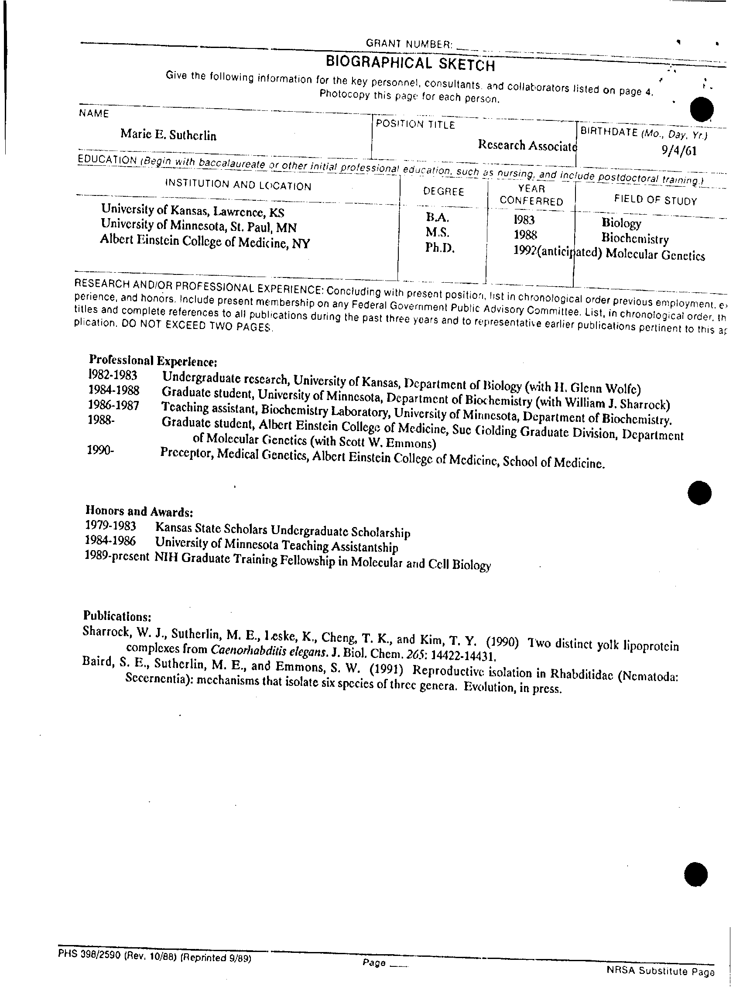 GRANT NUMBER:
BIOGRAPHICAL SKETCH
Give the following information for the key personnel, consultants, and collaborators listed on page 4.
Photocopy this page for each person.
NAME
POSITION TITLE
BIRTHDATE (Mo., Day, Yr.)
Marie E. Sutherlin
Research Associate
9/4/61
EDUCATION (Begin with baccalaureate or other initial professional education, such as nursing, and include postdoctoral training.)
INSTITUTION AND LOCATION
DEGREE
YEAR
CONFERRED
FIELD OF STUDY
University of Kansas, Lawrence, KS B.A. 1983 Biology
University of Minnesota, St. Paul, MN M.S. 1988 Biochemistry
Albert Einstein College of Medicine, NY Ph.D. 1992(anticipated) Molecular Genetics
RESEARCH AND/OR PROFESSIONAL EXPERIENCE: Concluding with present position, list in chronological order previous employment, ex
perience, and honors. Include present membership on any Federal Government Public Advisory Committee. List, in chronological order, th
titles and complete references to all publications during the past three years and to representative earlier publications pertinent to this ap
plication. DO NOT EXCEED TWO PAGES.
Professional Experience:
1982-1983 Undergraduate research, University of Kansas, Department of Biology (with H. Glenn Wolfe)
1984-1988 Graduate student, University of Minnesota, Department of Biochemistry (with William J. Sharrock)
1986-1987 Teaching assistant, Biochemistry Laboratory, University of Minnesota, Department of Biochemistry.
1988- Graduate student, Albert Einstein College of Medicine, Sue Golding Graduate Division, Department
of Molecular Genetics (with Scott W. Emmons)
1990- Preceptor, Medical Genetics, Albert Einstein College of Medicine, School of Medicine.
Honors and Awards:
1979-1983 Kansas State Scholars Undergraduate Scholarship
1984-1986 University of Minnesota Teaching Assistantship
1989-present NIH Graduate Training Fellowship in Molecular and Cell Biology
Publications:
Sharrock, W. J., Sutherlin, M. E., Leske, K., Cheng, T. K., and Kim, T. Y. (1990) Two distinct yolk lipoprotein
complexes from Caenorhabditis elegans. J. Biol. Chem. 265: 14422-14431.
Baird, S. E., Sutherlin, M. E., and Emmons, S. W. (1991) Reproductive isolation in Rhabditidae (Nematoda:
Secernentia): mechanisms that isolate six species of three genera. Evolution, in press.
PHS 398/2590 (Rev. 10/88) (Reprinted 9/89)
Page
NRSA Substitute Page